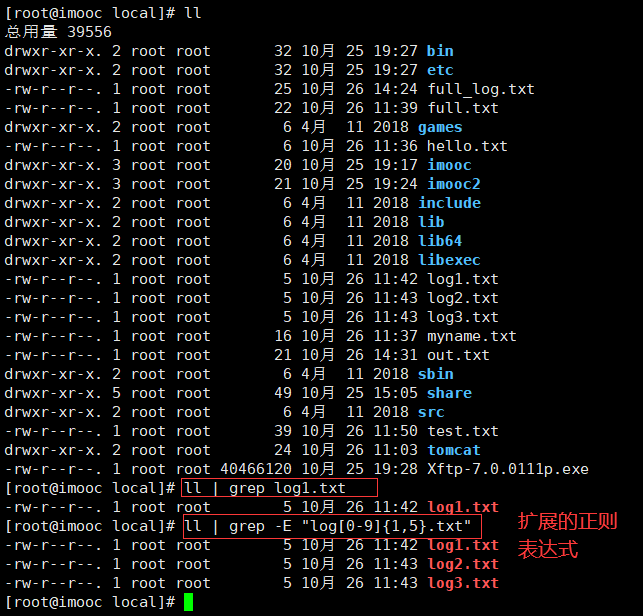 [root@imooc local]# ll
总用量 39556
drwxr-xr-x. 2 root root       32 10月 25 19:27 bin
drwxr-xr-x. 2 root root       32 10月 25 19:27 etc
-rw-r--r--. 1 root root       25 10月 26 14:24 full_log.txt
-rw-r--r--. 1 root root       22 10月 26 11:39 full.txt
drwxr-xr-x. 2 root root        6 4月  11 2018 games
-rw-r--r--. 1 root root        6 10月 26 11:36 hello.txt
drwxr-xr-x. 3 root root       20 10月 25 19:17 imooc
drwxr-xr-x. 3 root root       21 10月 25 19:24 imooc2
drwxr-xr-x. 2 root root        6 4月  11 2018 include
drwxr-xr-x. 2 root root        6 4月  11 2018 lib
drwxr-xr-x. 2 root root        6 4月  11 2018 lib64
drwxr-xr-x. 2 root root        6 4月  11 2018 libexec
-rw-r--r--. 1 root root        5 10月 26 11:42 log1.txt
-rw-r--r--. 1 root root        5 10月 26 11:43 log2.txt
-rw-r--r--. 1 root root        5 10月 26 11:43 log3.txt
-rw-r--r--. 1 root root       16 10月 26 11:37 myname.txt
-rw-r--r--. 1 root root       21 10月 26 14:31 out.txt
drwxr-xr-x. 2 root root        6 4月  11 2018 sbin
drwxr-xr-x. 5 root root       49 10月 25 15:05 share
drwxr-xr-x. 2 root root        6 4月  11 2018 src
-rw-r--r--. 1 root root       39 10月 26 11:50 test.txt
drwxr-xr-x. 2 root root       24 10月 26 11:03 tomcat
-rw-r--r--. 1 root root 40466120 10月 25 19:28 Xftp-7.0.0111p.exe
[root@imooc local]# ll | grep log1.txt
-rw-r--r--. 1 root root        5 10月 26 11:42 log1.txt
[root@imooc local]# ll | grep -E "log[0-9]{1,5}.txt"
-rw-r--r--. 1 root root        5 10月 26 11:42 log1.txt
-rw-r--r--. 1 root root        5 10月 26 11:43 log2.txt
-rw-r--r--. 1 root root        5 10月 26 11:43 log3.txt
[root@imooc local]#
扩展的正则
表达式